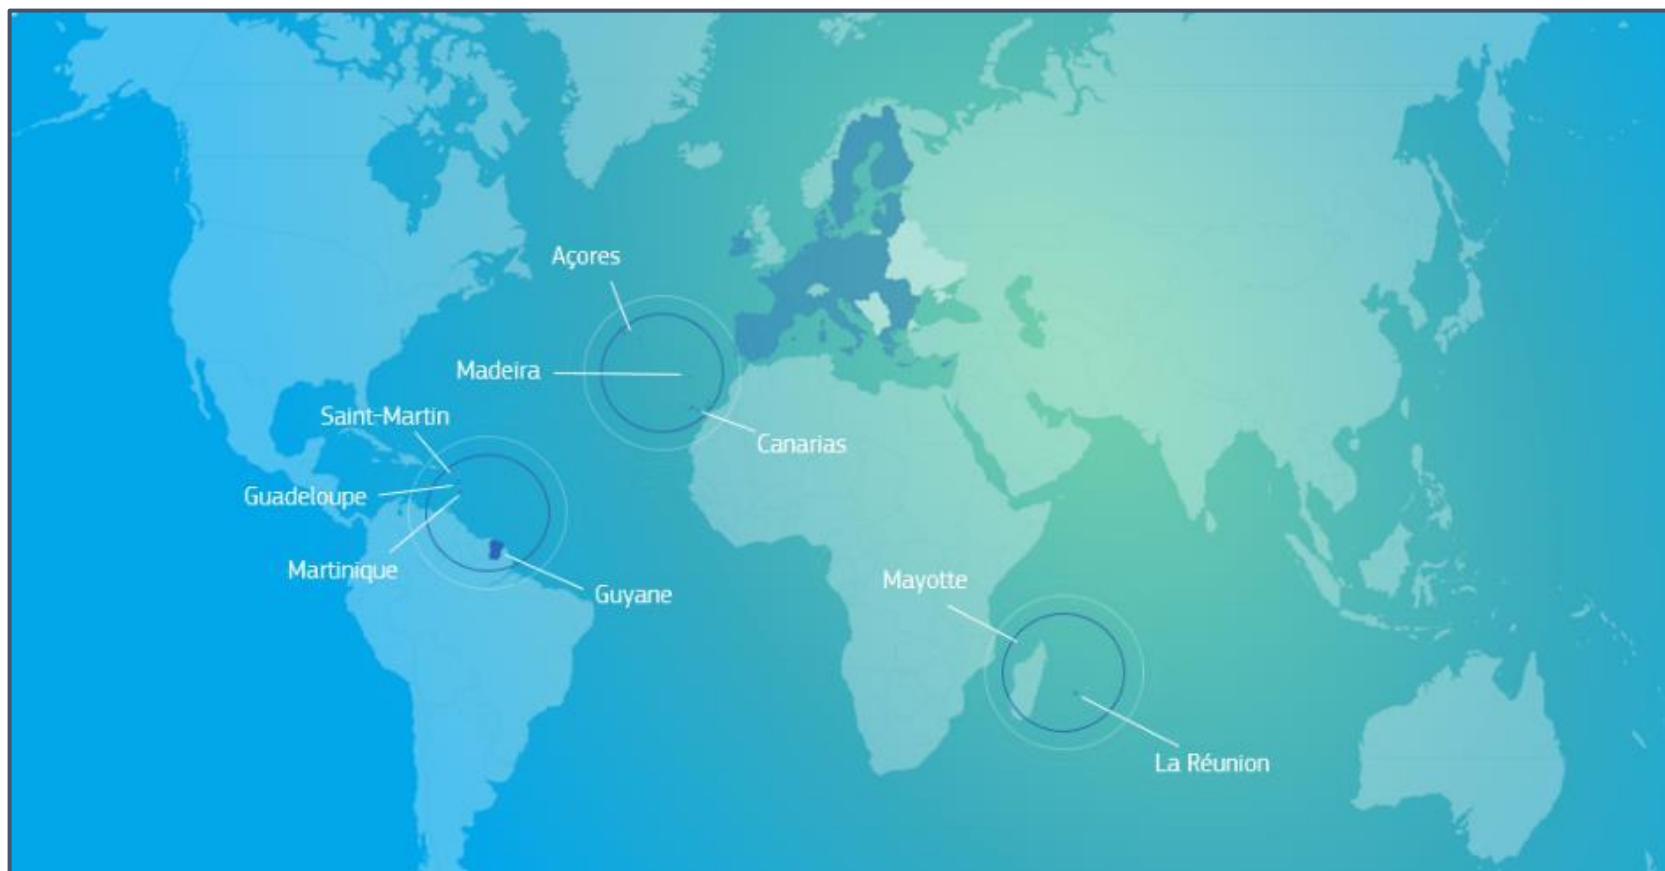 Açores
Madeira
Saint-Martin
Canarias
Guadeloupe
Martinique
Guyane
Mayotte
La Réunion